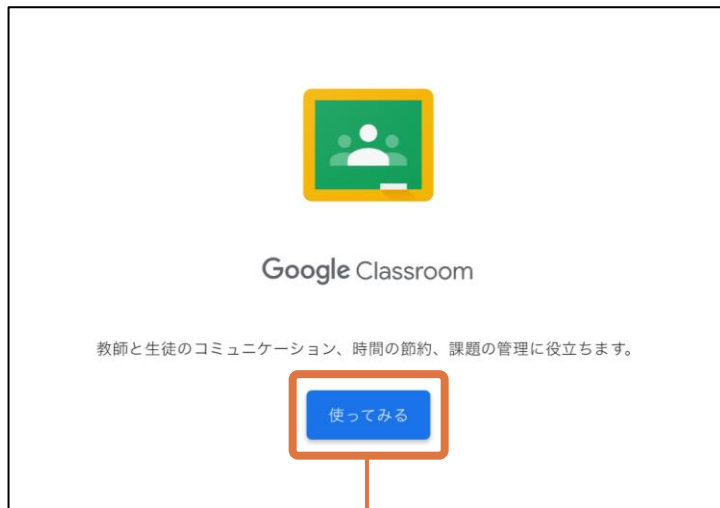 Google Classroom
教師と生徒のコミュニケーション、時間の節約、課題の管理に役立ちます。
使ってみる